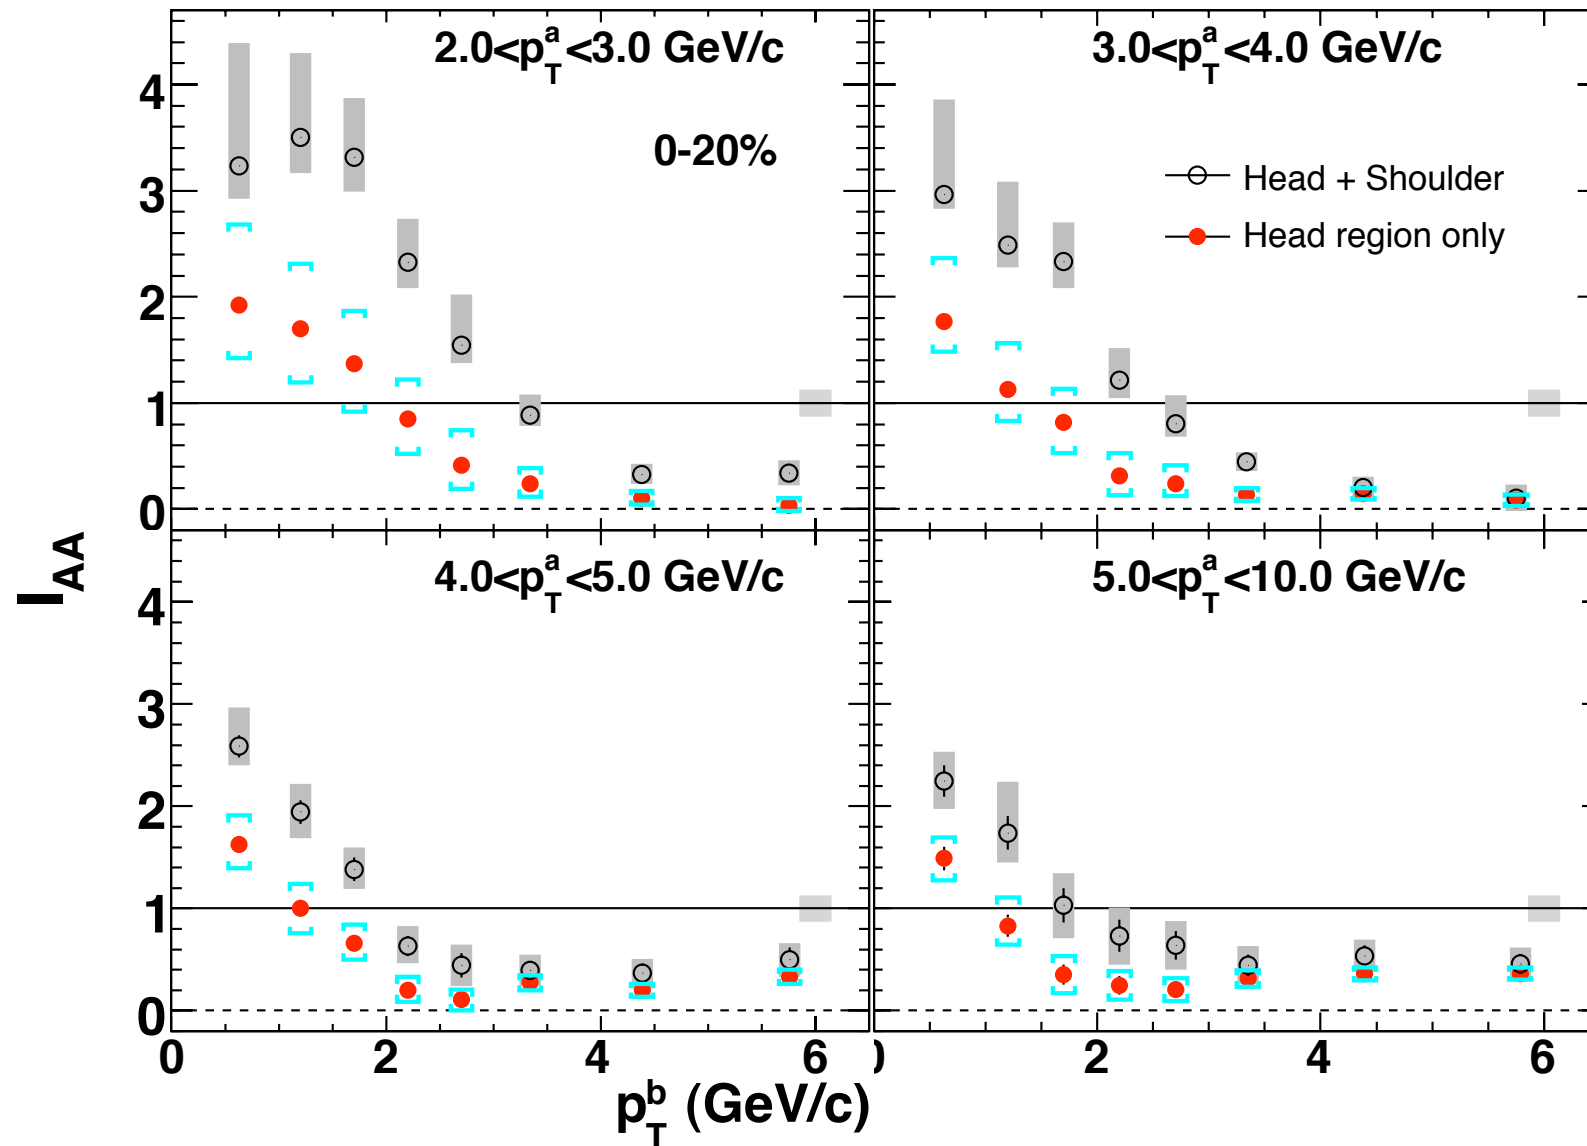 2.0<p_T^a<3.0 GeV/c
3.0<p_T^a<4.0 GeV/c
0-20%
Head + Shoulder
Head region only
4
3
2
1
0
I_AA
4.0<p_T^a<5.0 GeV/c
5.0<p_T^a<10.0 GeV/c
4
3
2
1
0
0 2 4 6
0 2 4 6
p_T^b (GeV/c)